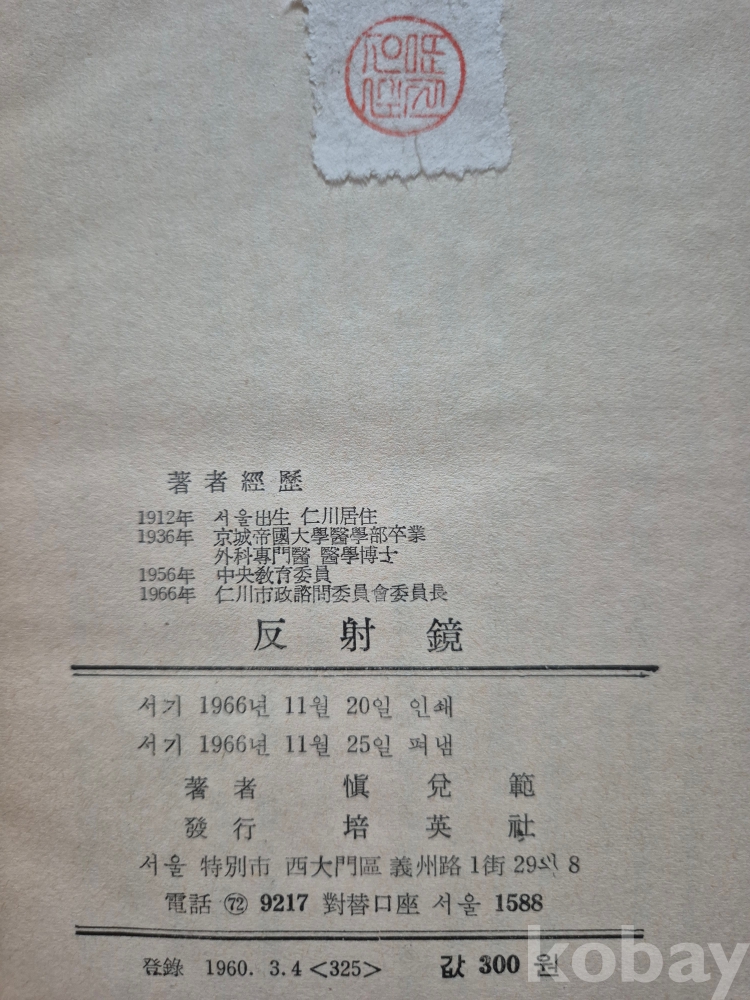 著者經歷
1912年 서울出生 仁川居住
1936年 京城帝國大學醫學部卒業
外科專門醫 醫學博士
1956年 中央敎育委員
1966年 仁川市政諮問委員會委員長
反射鏡
서기 1966년 11월 20일 인쇄
서기 1966년 11월 25일 펴냄
著者 愼兌範
發行 培英社
서울 特別市 西大門區 義州路 1街 29의 8
電話 ㊆ 9217 對替口座 서울 1588
登錄 1960. 3.4 <325> 값 300 원
kobay